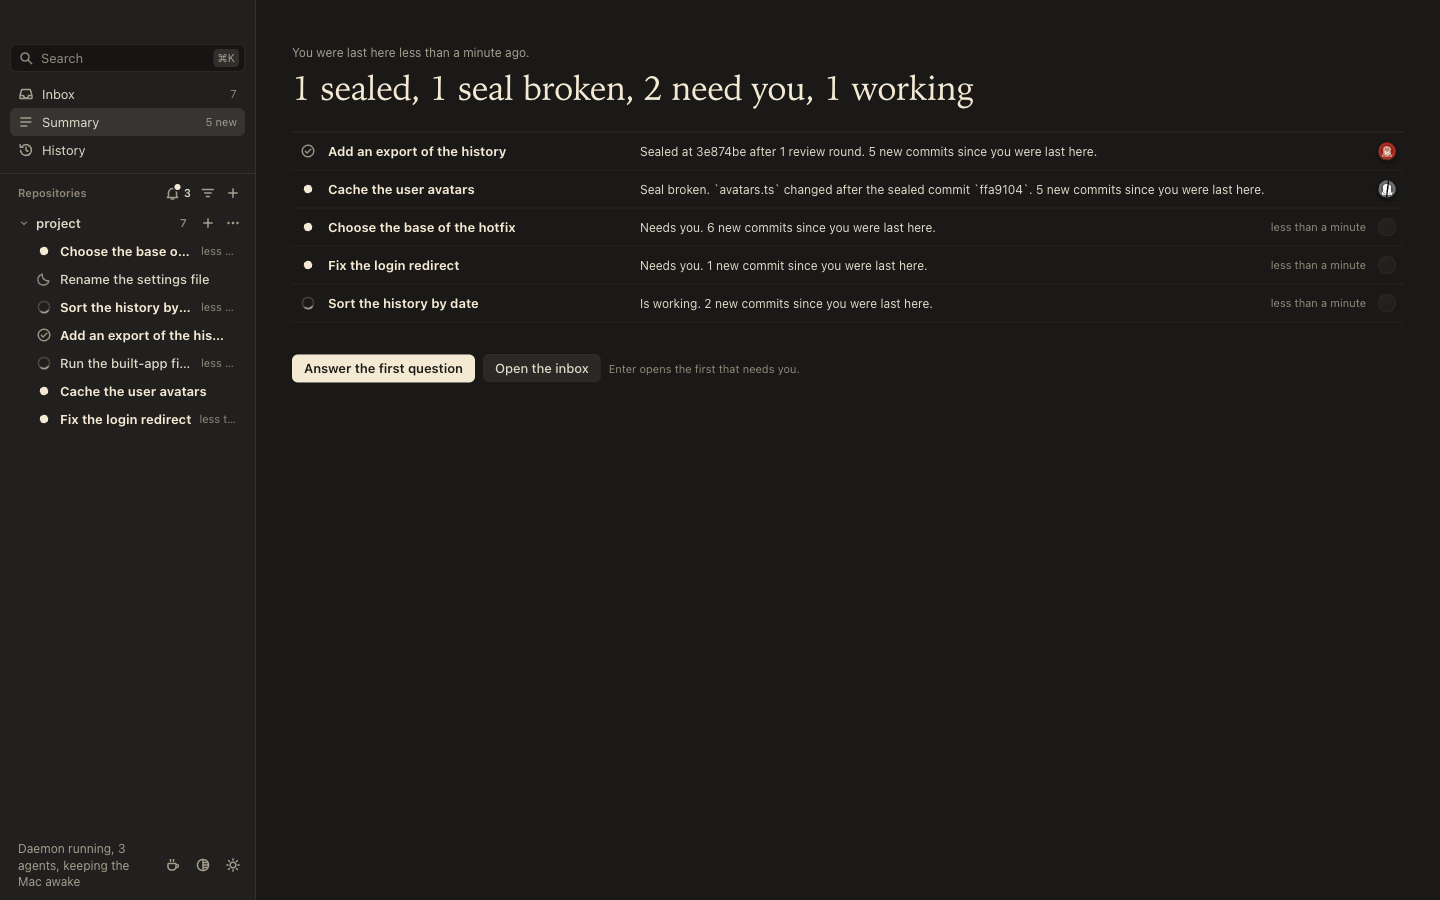 Search ⌘K
Inbox 7
Summary 5 new
History
Repositories 3
project 7
Choose the base o... less ...
Rename the settings file
Sort the history by... less ...
Add an export of the his...
Run the built-app fi... less ...
Cache the user avatars
Fix the login redirect less t...
Daemon running, 3
agents, keeping the
Mac awake
You were last here less than a minute ago.
1 sealed, 1 seal broken, 2 need you, 1 working
Add an export of the history Sealed at 3e874be after 1 review round. 5 new commits since you were last here.
Cache the user avatars Seal broken. `avatars.ts` changed after the sealed commit `ffa9104`. 5 new commits since you were last here.
Choose the base of the hotfix Needs you. 6 new commits since you were last here. less than a minute
Fix the login redirect Needs you. 1 new commit since you were last here. less than a minute
Sort the history by date Is working. 2 new commits since you were last here. less than a minute
Answer the first question Open the inbox Enter opens the first that needs you.